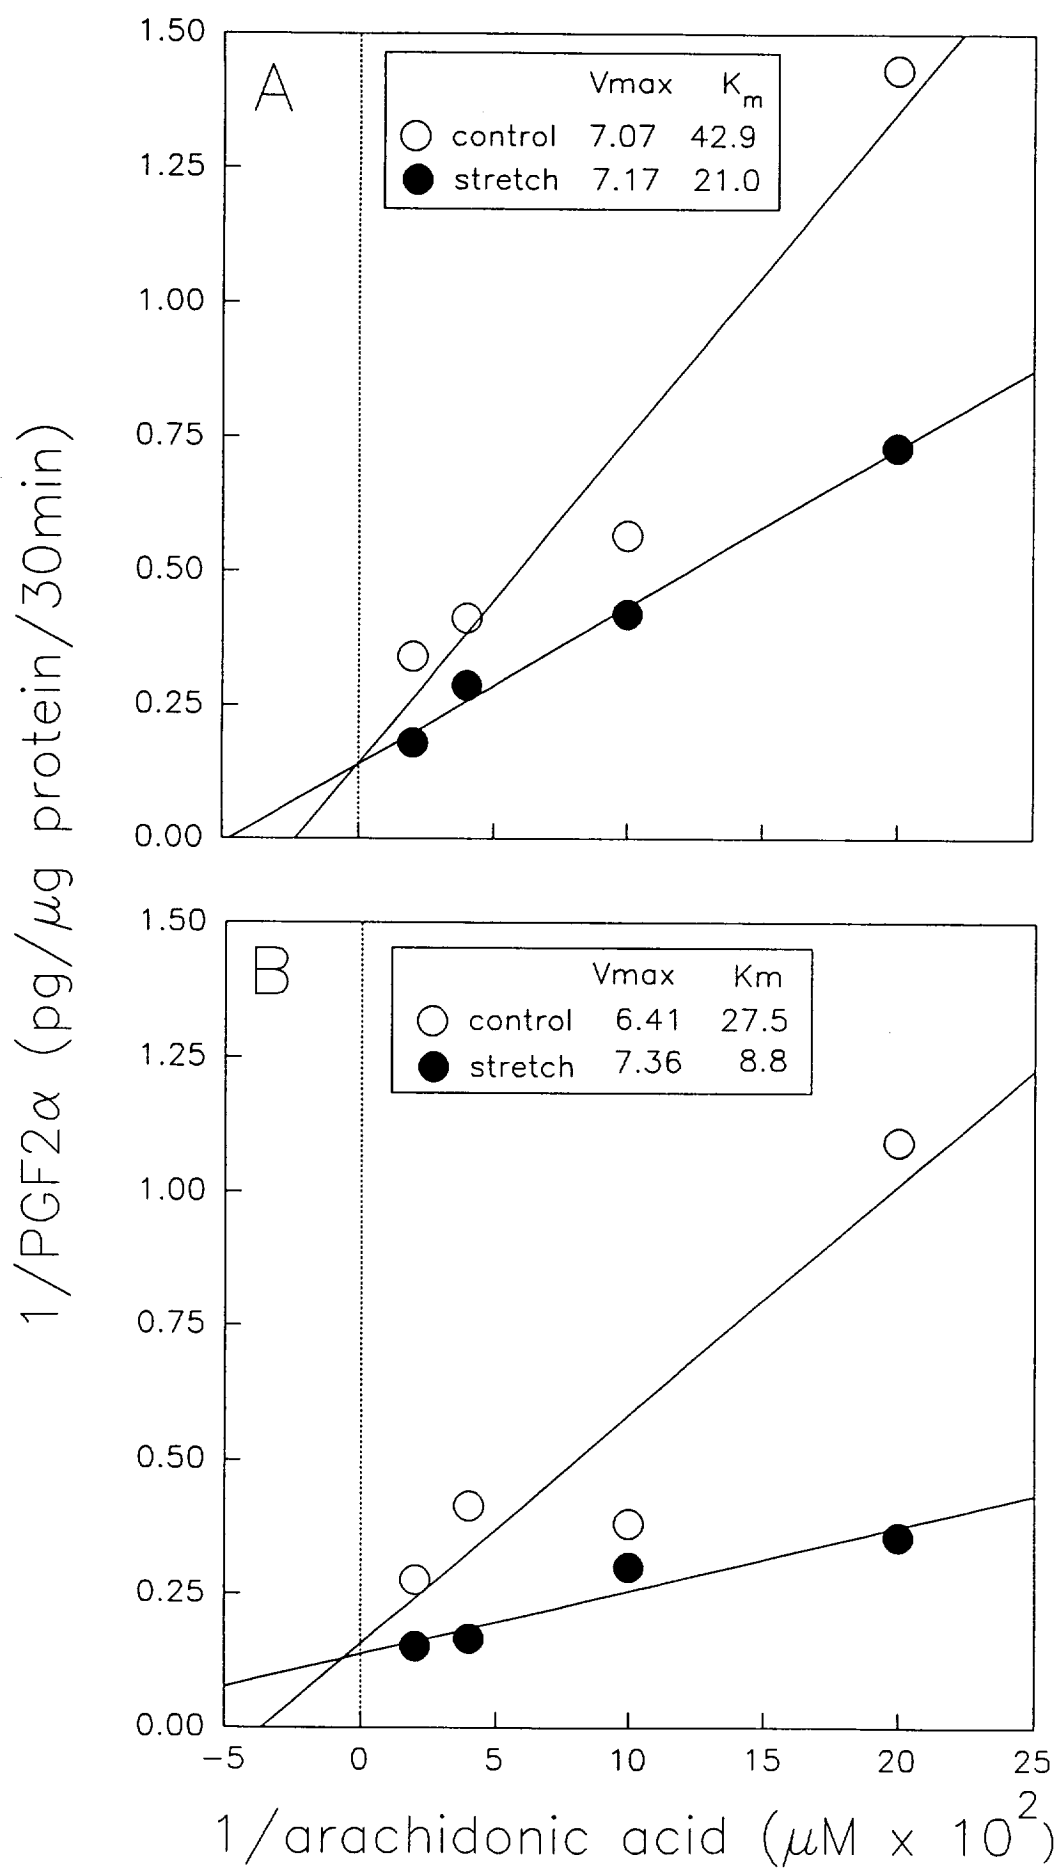 1/PGF2α (pg/μg protein/30min)
A
1.50
1.25
1.00
0.75
0.50
0.25
0.00
Vmax Km
control 7.07 42.9
stretch 7.17 21.0
B
1.50
1.25
1.00
0.75
0.50
0.25
0.00
Vmax Km
control 6.41 27.5
stretch 7.36 8.8
−5 0 5 10 15 20 25
1/arachidonic acid (μM x 10²)